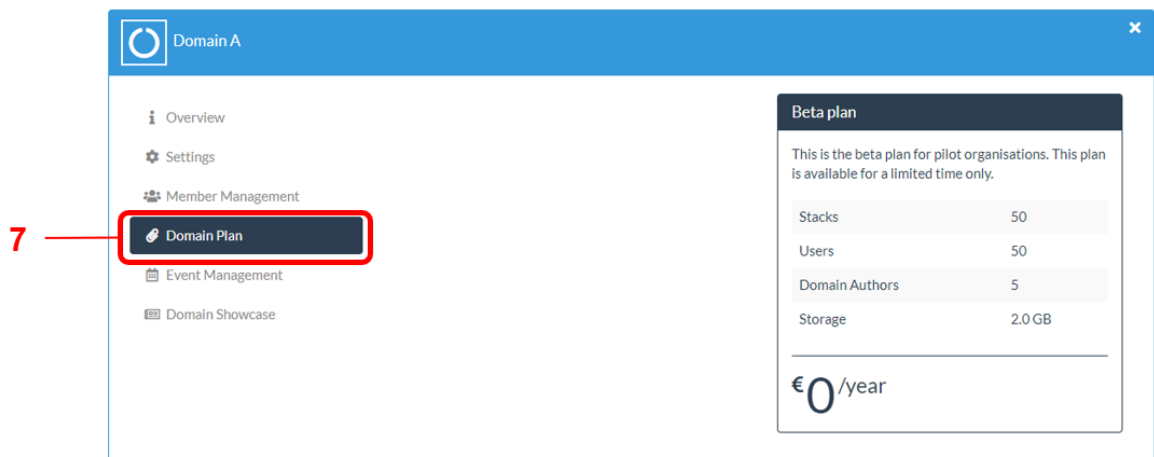 Domain A
×
Overview
Settings
Member Management
7
Domain Plan
Event Management
Domain Showcase
Beta plan
This is the beta plan for pilot organisations. This plan
is available for a limited time only.
Stacks 50
Users 50
Domain Authors 5
Storage 2.0 GB
€0/year